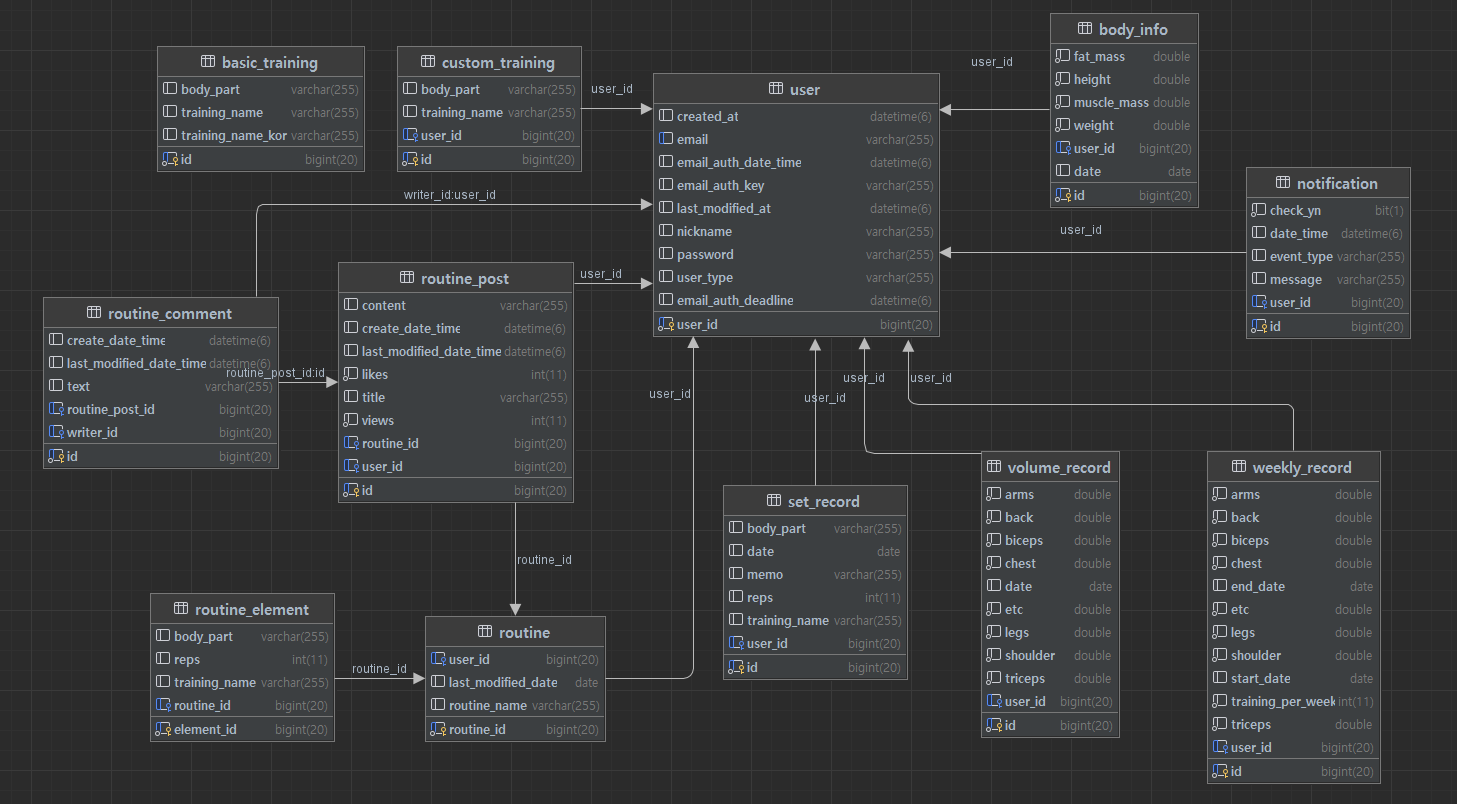 basic_training
body_part varchar(255)
training_name varchar(255)
training_name_kor varchar(255)
id bigint(20)
custom_training
body_part varchar(255)
training_name varchar(255)
user_id bigint(20)
id bigint(20)
user_id
user
created_at datetime(6)
email varchar(255)
email_auth_date_time datetime(6)
email_auth_key varchar(255)
last_modified_at datetime(6)
nickname varchar(255)
password varchar(255)
user_type varchar(255)
email_auth_deadline datetime(6)
user_id bigint(20)
user_id
body_info
fat_mass double
height double
muscle_mass double
weight double
user_id bigint(20)
date date
id bigint(20)
user_id
notification
check_yn bit(1)
date_time datetime(6)
event_type varchar(255)
message varchar(255)
user_id bigint(20)
id bigint(20)
writer_id:user_id
routine_comment
create_date_time datetime(6)
last_modified_date_time datetime(6)
text varchar(255)
routine_post_id bigint(20)
writer_id bigint(20)
id bigint(20)
routine_post_id:id
routine_post
content varchar(255)
create_date_time datetime(6)
last_modified_date_time datetime(6)
likes int(11)
title varchar(255)
views int(11)
routine_id bigint(20)
user_id bigint(20)
id bigint(20)
user_id
routine_id
user_id
user_id
user_id
user_id
routine_element
body_part varchar(255)
reps int(11)
training_name varchar(255)
routine_id bigint(20)
element_id bigint(20)
routine_id
routine
user_id bigint(20)
last_modified_date date
routine_name varchar(255)
routine_id bigint(20)
set_record
body_part varchar(255)
date date
memo varchar(255)
reps int(11)
training_name varchar(255)
user_id bigint(20)
id bigint(20)
volume_record
arms double
back double
biceps double
chest double
date date
etc double
legs double
shoulder double
triceps double
user_id bigint(20)
id bigint(20)
weekly_record
arms double
back double
biceps double
chest double
end_date date
etc double
legs double
shoulder double
start_date date
training_per_week int(11)
triceps double
user_id bigint(20)
id bigint(20)